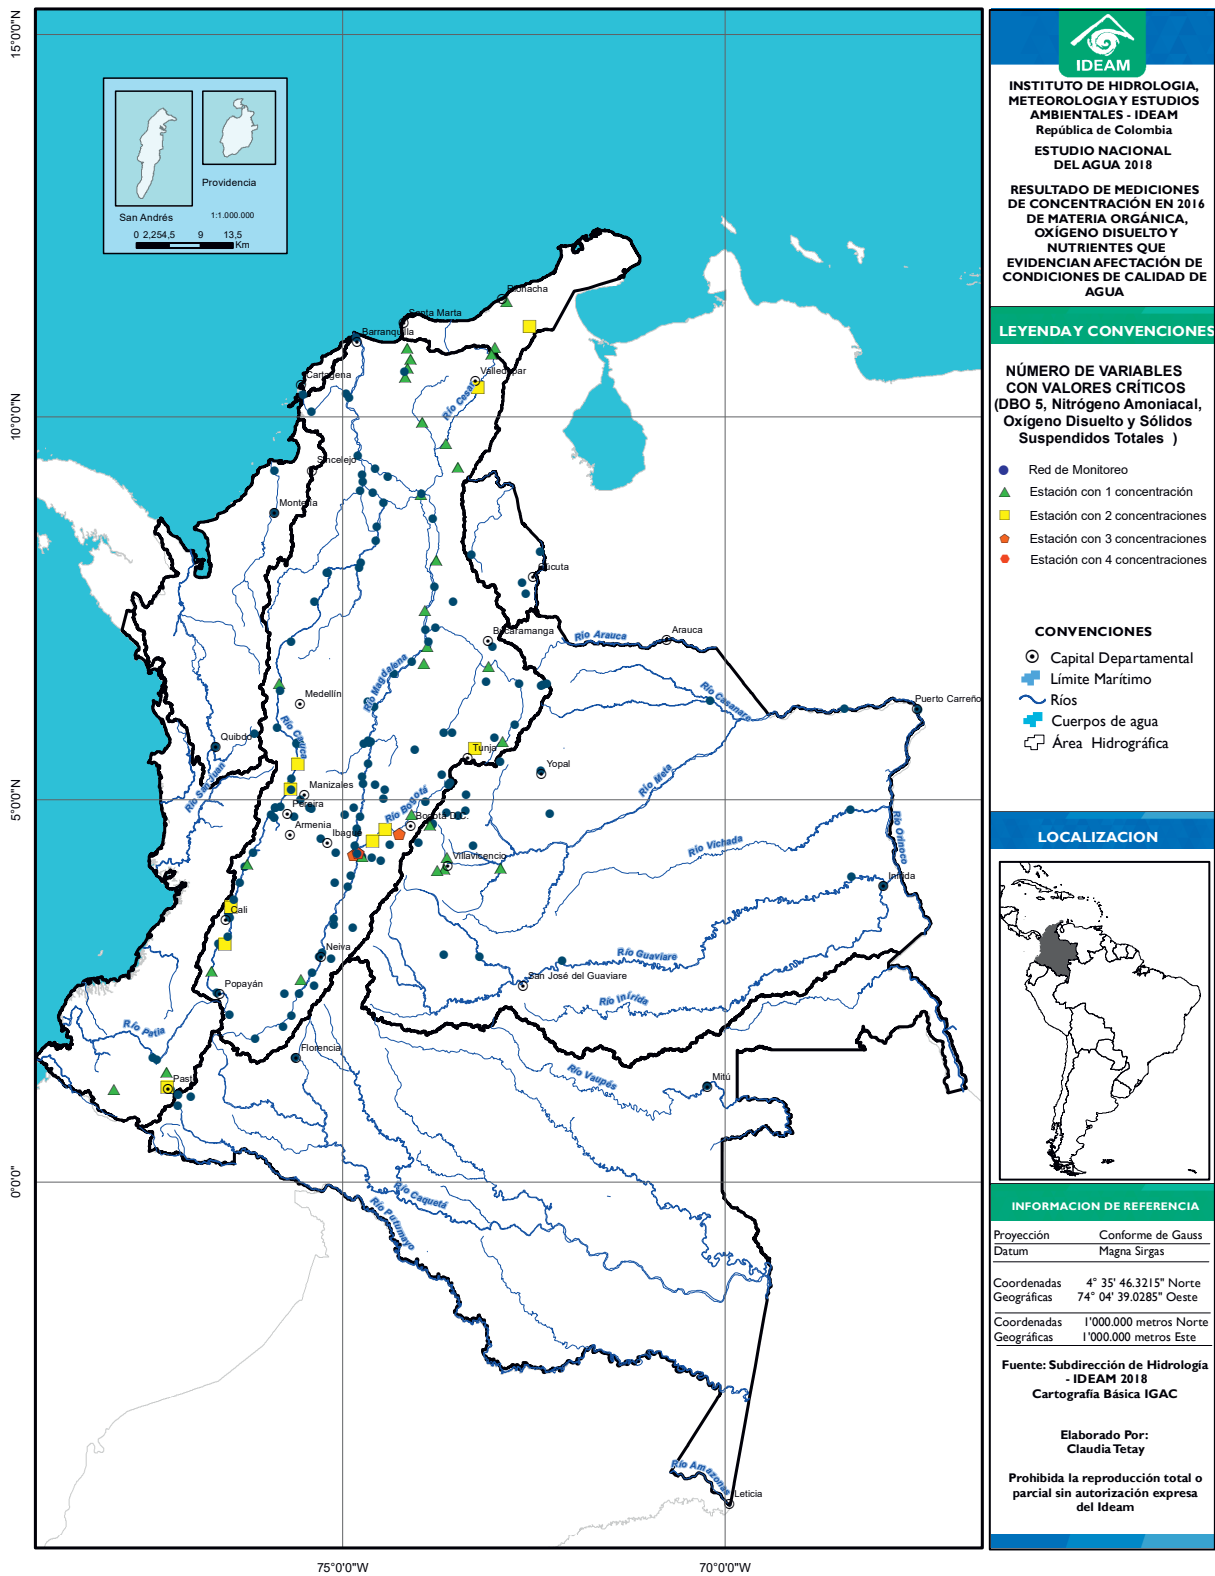 15°0'0"N
10°0'0"N
5°0'0"N
0°0'0"
75°0'0"W
70°0'0"W
San Andrés
Providencia
1:1.000.000
0 2,254,5 9 13,5
Km
Riohacha
Santa Marta
Barranquilla
Cartagena
Valledupar
Río Cesar
Sincelejo
Montería
Cúcuta
Bucaramanga
Río Arauca
Arauca
Río Magdalena
Medellín
Río Casanare
Puerto Carreño
Río Cauca
Quibdó
Tunja
Yopal
Río San Juan
Río Meta
Manizales
Pereira
Río Bogotá
Armenia
Ibagué
Bogotá D.C.
Río Orinoco
Río Vichada
Villavicencio
Inírida
Cali
Neiva
Río Guaviare
San José del Guaviare
Popayán
Río Inírida
Río Patia
Florencia
Río Vaupés
Mitú
Pasto
Río Caquetá
Río Putumayo
Río Amazonas
Leticia
IDEAM
INSTITUTO DE HIDROLOGIA,
METEOROLOGIA Y ESTUDIOS
AMBIENTALES - IDEAM
República de Colombia
ESTUDIO NACIONAL
DEL AGUA 2018
RESULTADO DE MEDICIONES
DE CONCENTRACIÓN EN 2016
DE MATERIA ORGÁNICA,
OXÍGENO DISUELTO Y
NUTRIENTES QUE
EVIDENCIAN AFECTACIÓN DE
CONDICIONES DE CALIDAD DE
AGUA
LEYENDA Y CONVENCIONES
NÚMERO DE VARIABLES
CON VALORES CRÍTICOS
(DBO 5, Nitrógeno Amoniacal,
Oxígeno Disuelto y Sólidos
Suspendidos Totales )
Red de Monitoreo
Estación con 1 concentración
Estación con 2 concentraciones
Estación con 3 concentraciones
Estación con 4 concentraciones
CONVENCIONES
Capital Departamental
Límite Marítimo
Ríos
Cuerpos de agua
Área Hidrográfica
LOCALIZACION
INFORMACION DE REFERENCIA
Proyección Conforme de Gauss
Datum Magna Sirgas
Coordenadas 4° 35' 46.3215" Norte
Geográficas 74° 04' 39.0285" Oeste
Coordenadas 1'000.000 metros Norte
Geográficas 1'000.000 metros Este
Fuente: Subdirección de Hidrología
- IDEAM 2018
Cartografía Básica IGAC
Elaborado Por:
Claudia Tetay
Prohibida la reproducción total o
parcial sin autorización expresa
del Ideam